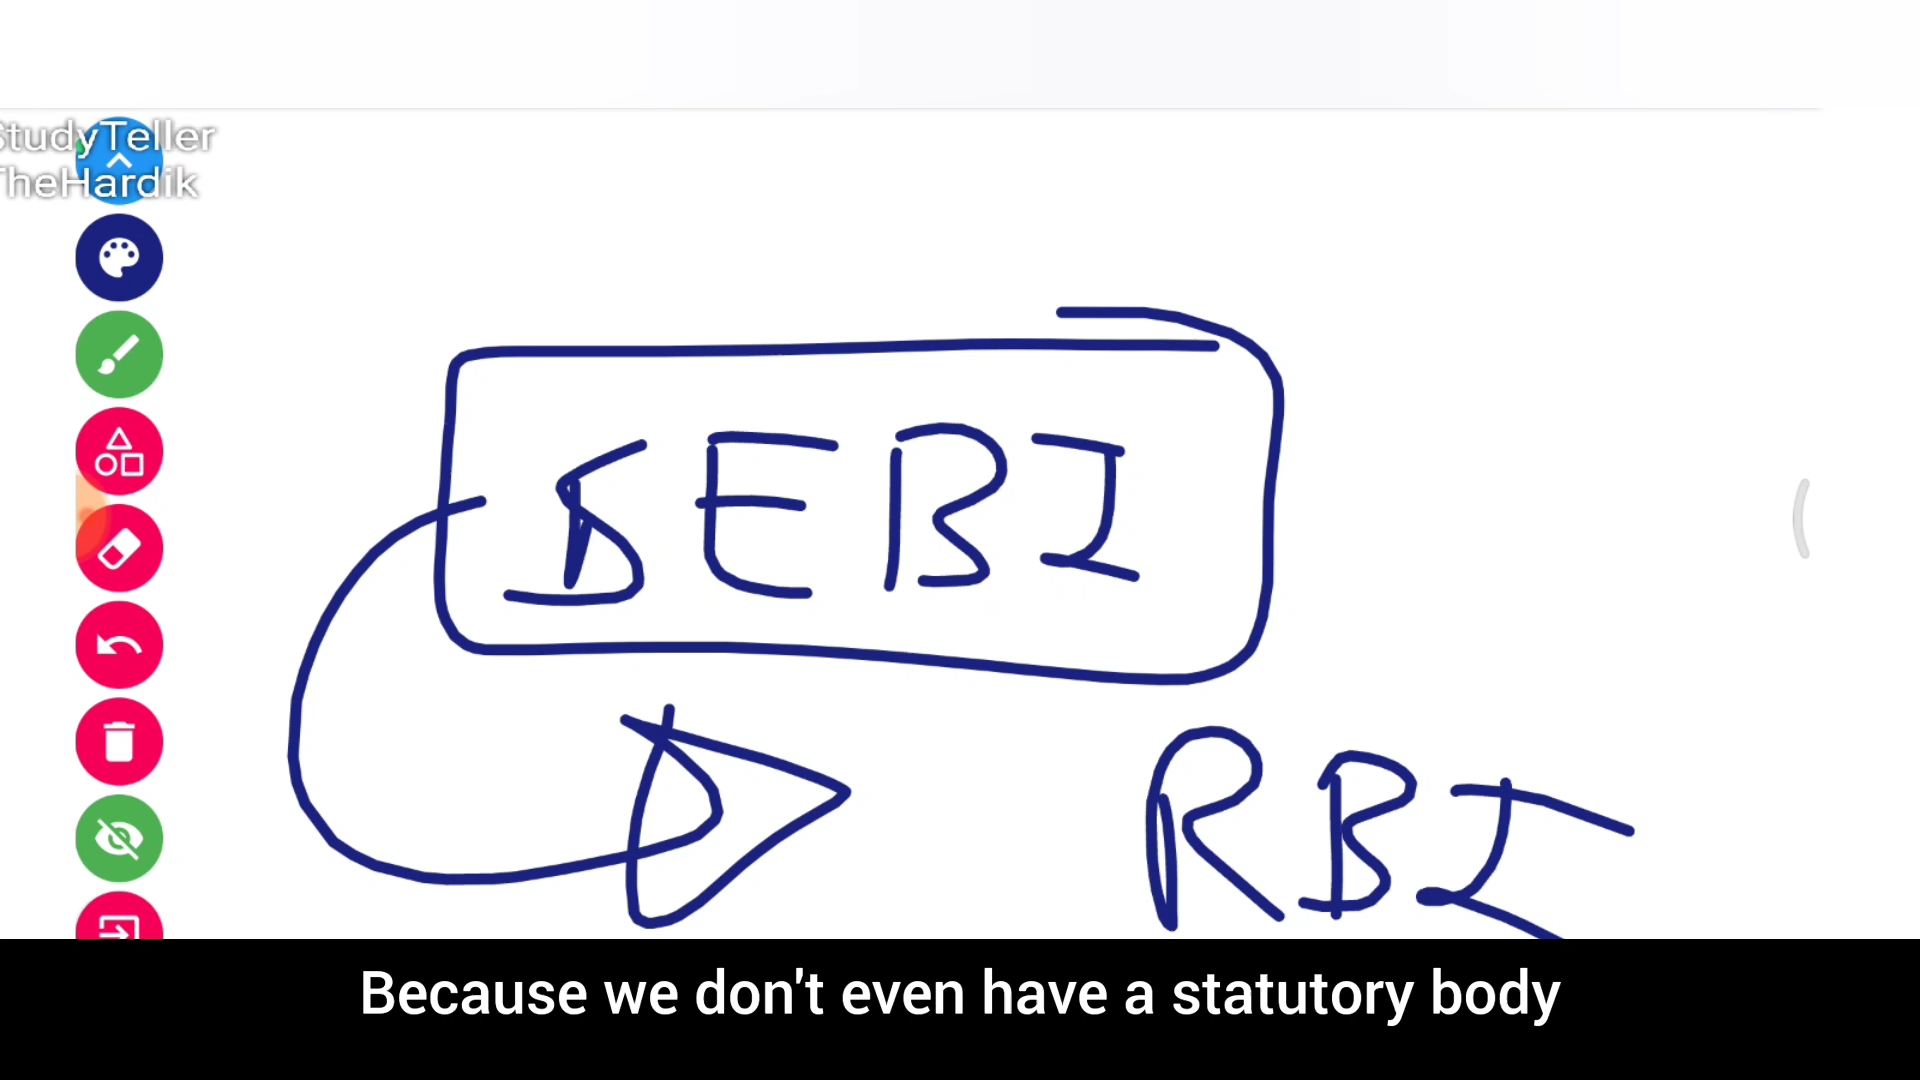 StudyTeller
TheHardik
SEBI
RBI
Because we don't even have a statutory body